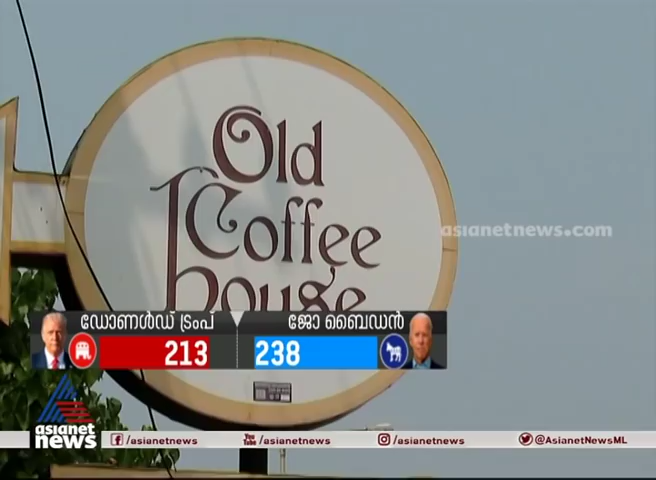 Old
Coffee
house
asianetnews.com
ഡോണൾഡ് ട്രംപ് ജോ ബൈഡൻ
213 238
asianet
news
/asianetnews /asianetnews /asianetnews @AsianetNewsML